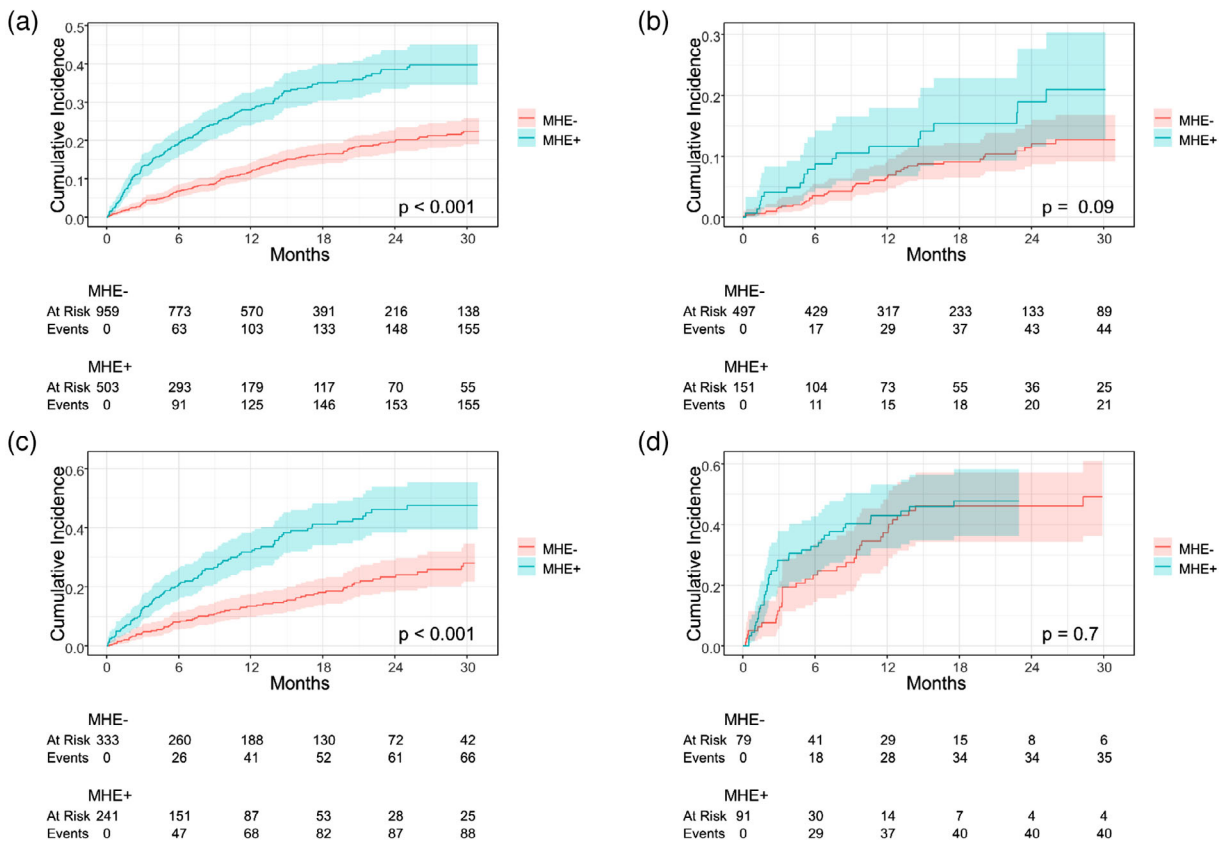 (a)
Cumulative Incidence
0.5
0.4
0.3
0.2
0.1
0.0
p < 0.001
0 6 12 18 24 30
Months
MHE-
MHE+
MHE-
At Risk 959 773 570 391 216 138
Events 0 63 103 133 148 155
MHE+
At Risk 503 293 179 117 70 55
Events 0 91 125 146 153 155
(b)
Cumulative Incidence
0.3
0.2
0.1
0.0
p = 0.09
0 6 12 18 24 30
Months
MHE-
MHE+
MHE-
At Risk 497 429 317 233 133 89
Events 0 17 29 37 43 44
MHE+
At Risk 151 104 73 55 36 25
Events 0 11 15 18 20 21
(c)
Cumulative Incidence
0.6
0.4
0.2
0.0
p < 0.001
0 6 12 18 24 30
Months
MHE-
MHE+
MHE-
At Risk 333 260 188 130 72 42
Events 0 26 41 52 61 66
MHE+
At Risk 241 151 87 53 28 25
Events 0 47 68 82 87 88
(d)
Cumulative Incidence
0.6
0.4
0.2
0.0
p = 0.7
0 6 12 18 24 30
Months
MHE-
MHE+
MHE-
At Risk 79 41 29 15 8 6
Events 0 18 28 34 34 35
MHE+
At Risk 91 30 14 7 4 4
Events 0 29 37 40 40 40